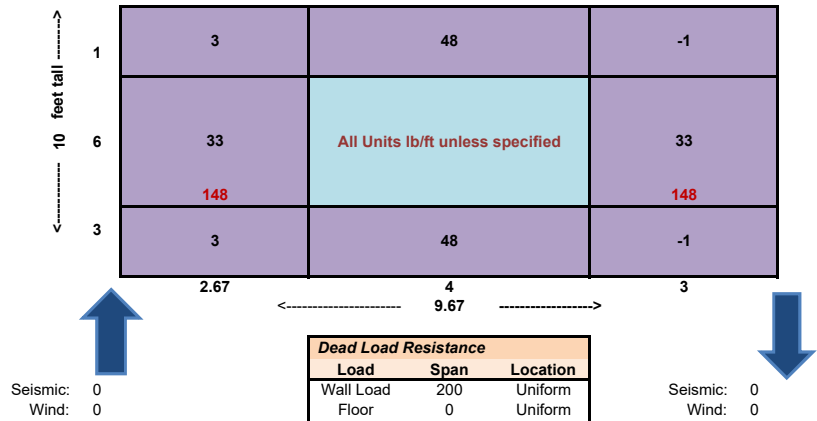 <---------- 10 feet tall -------->
1
3 48 -1
6
33 All Units lb/ft unless specified 33
148 148
3
3 48 -1
2.67 4 3
<---------------------- 9.67 ----------------->
Dead Load Resistance
Load Span Location
Seismic: 0 Wall Load 200 Uniform Seismic: 0
Wind: 0 Floor 0 Uniform Wind: 0